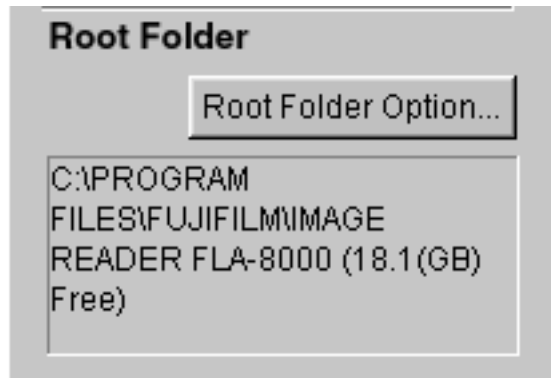 Root Folder
Root Folder Option...
C:\PROGRAM
FILES\FUJIFILM\IMAGE
READER FLA-8000 (18.1(GB)
Free)